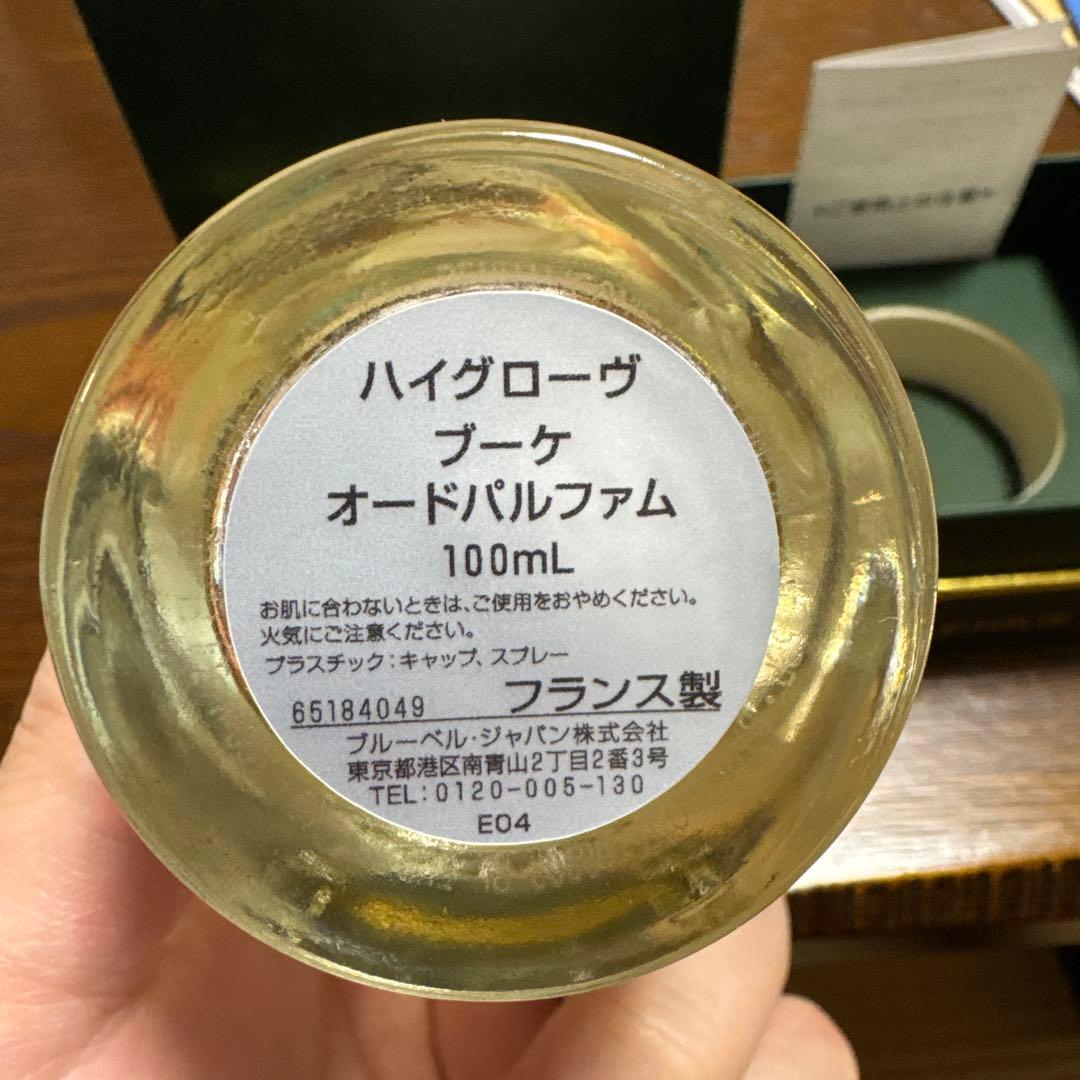 ハイグローヴ
ブーケ
オードパルファム
100mL
お肌に合わないときは、ご使用をおやめください。
火気にご注意ください。
プラスチック：キャップ、スプレー
65184049 フランス製
ブルーベル・ジャパン株式会社
東京都港区南青山2丁目2番3号
TEL：0120-005-130
E04